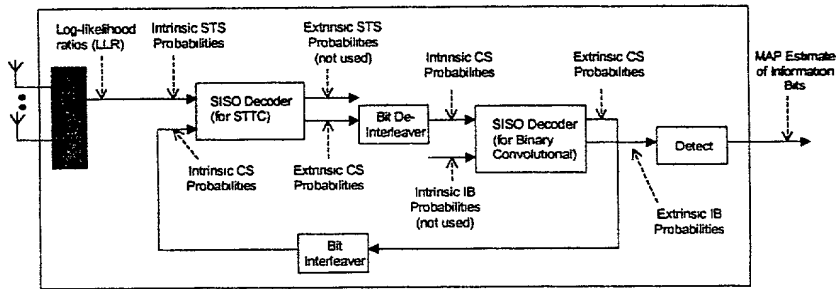 Log-likelihood
ratios (LLR)
Intrinsic STS
Probabilities
Extrinsic STS
Probabilities
(not used)
Intrinsic CS
Probabilities
Extrinsic CS
Probabilities
MAP Estimate
of Information
Bits
SISO Decoder
(for STTC)
Bit De-
Interleaver
SISO Decoder
(for Binary
Convolutional)
Detect
Intrinsic CS
Probabilities
Extrinsic CS
Probabilities
Intrinsic IB
Probabilities
(not used)
Extrinsic IB
Probabilities
Bit
Interleaver